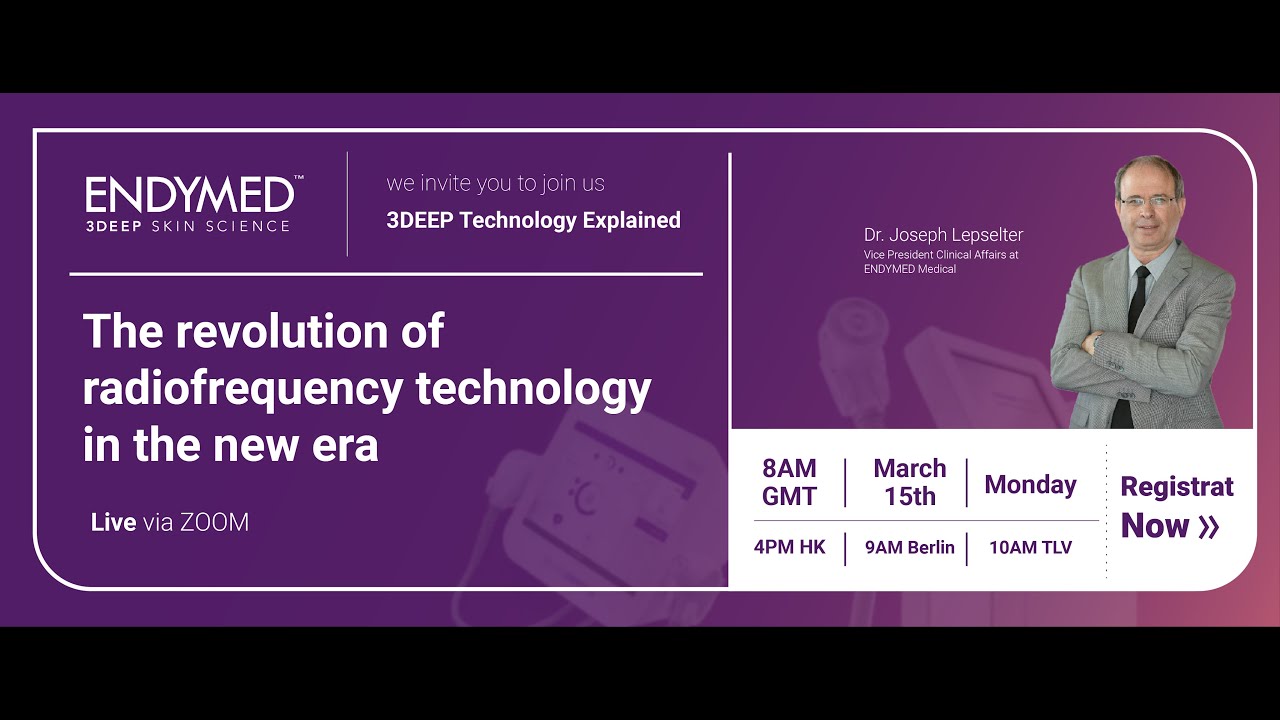 ENDYMED™
3DEEP SKIN SCIENCE
we invite you to join us
3DEEP Technology Explained
The revolution of
radiofrequency technology
in the new era
Live via ZOOM
Dr. Joseph Lepselter
Vice President Clinical Affairs at
ENDYMED Medical
8AM
GMT
March
15th
Monday
4PM HK
9AM Berlin
10AM TLV
Registrat
Now »